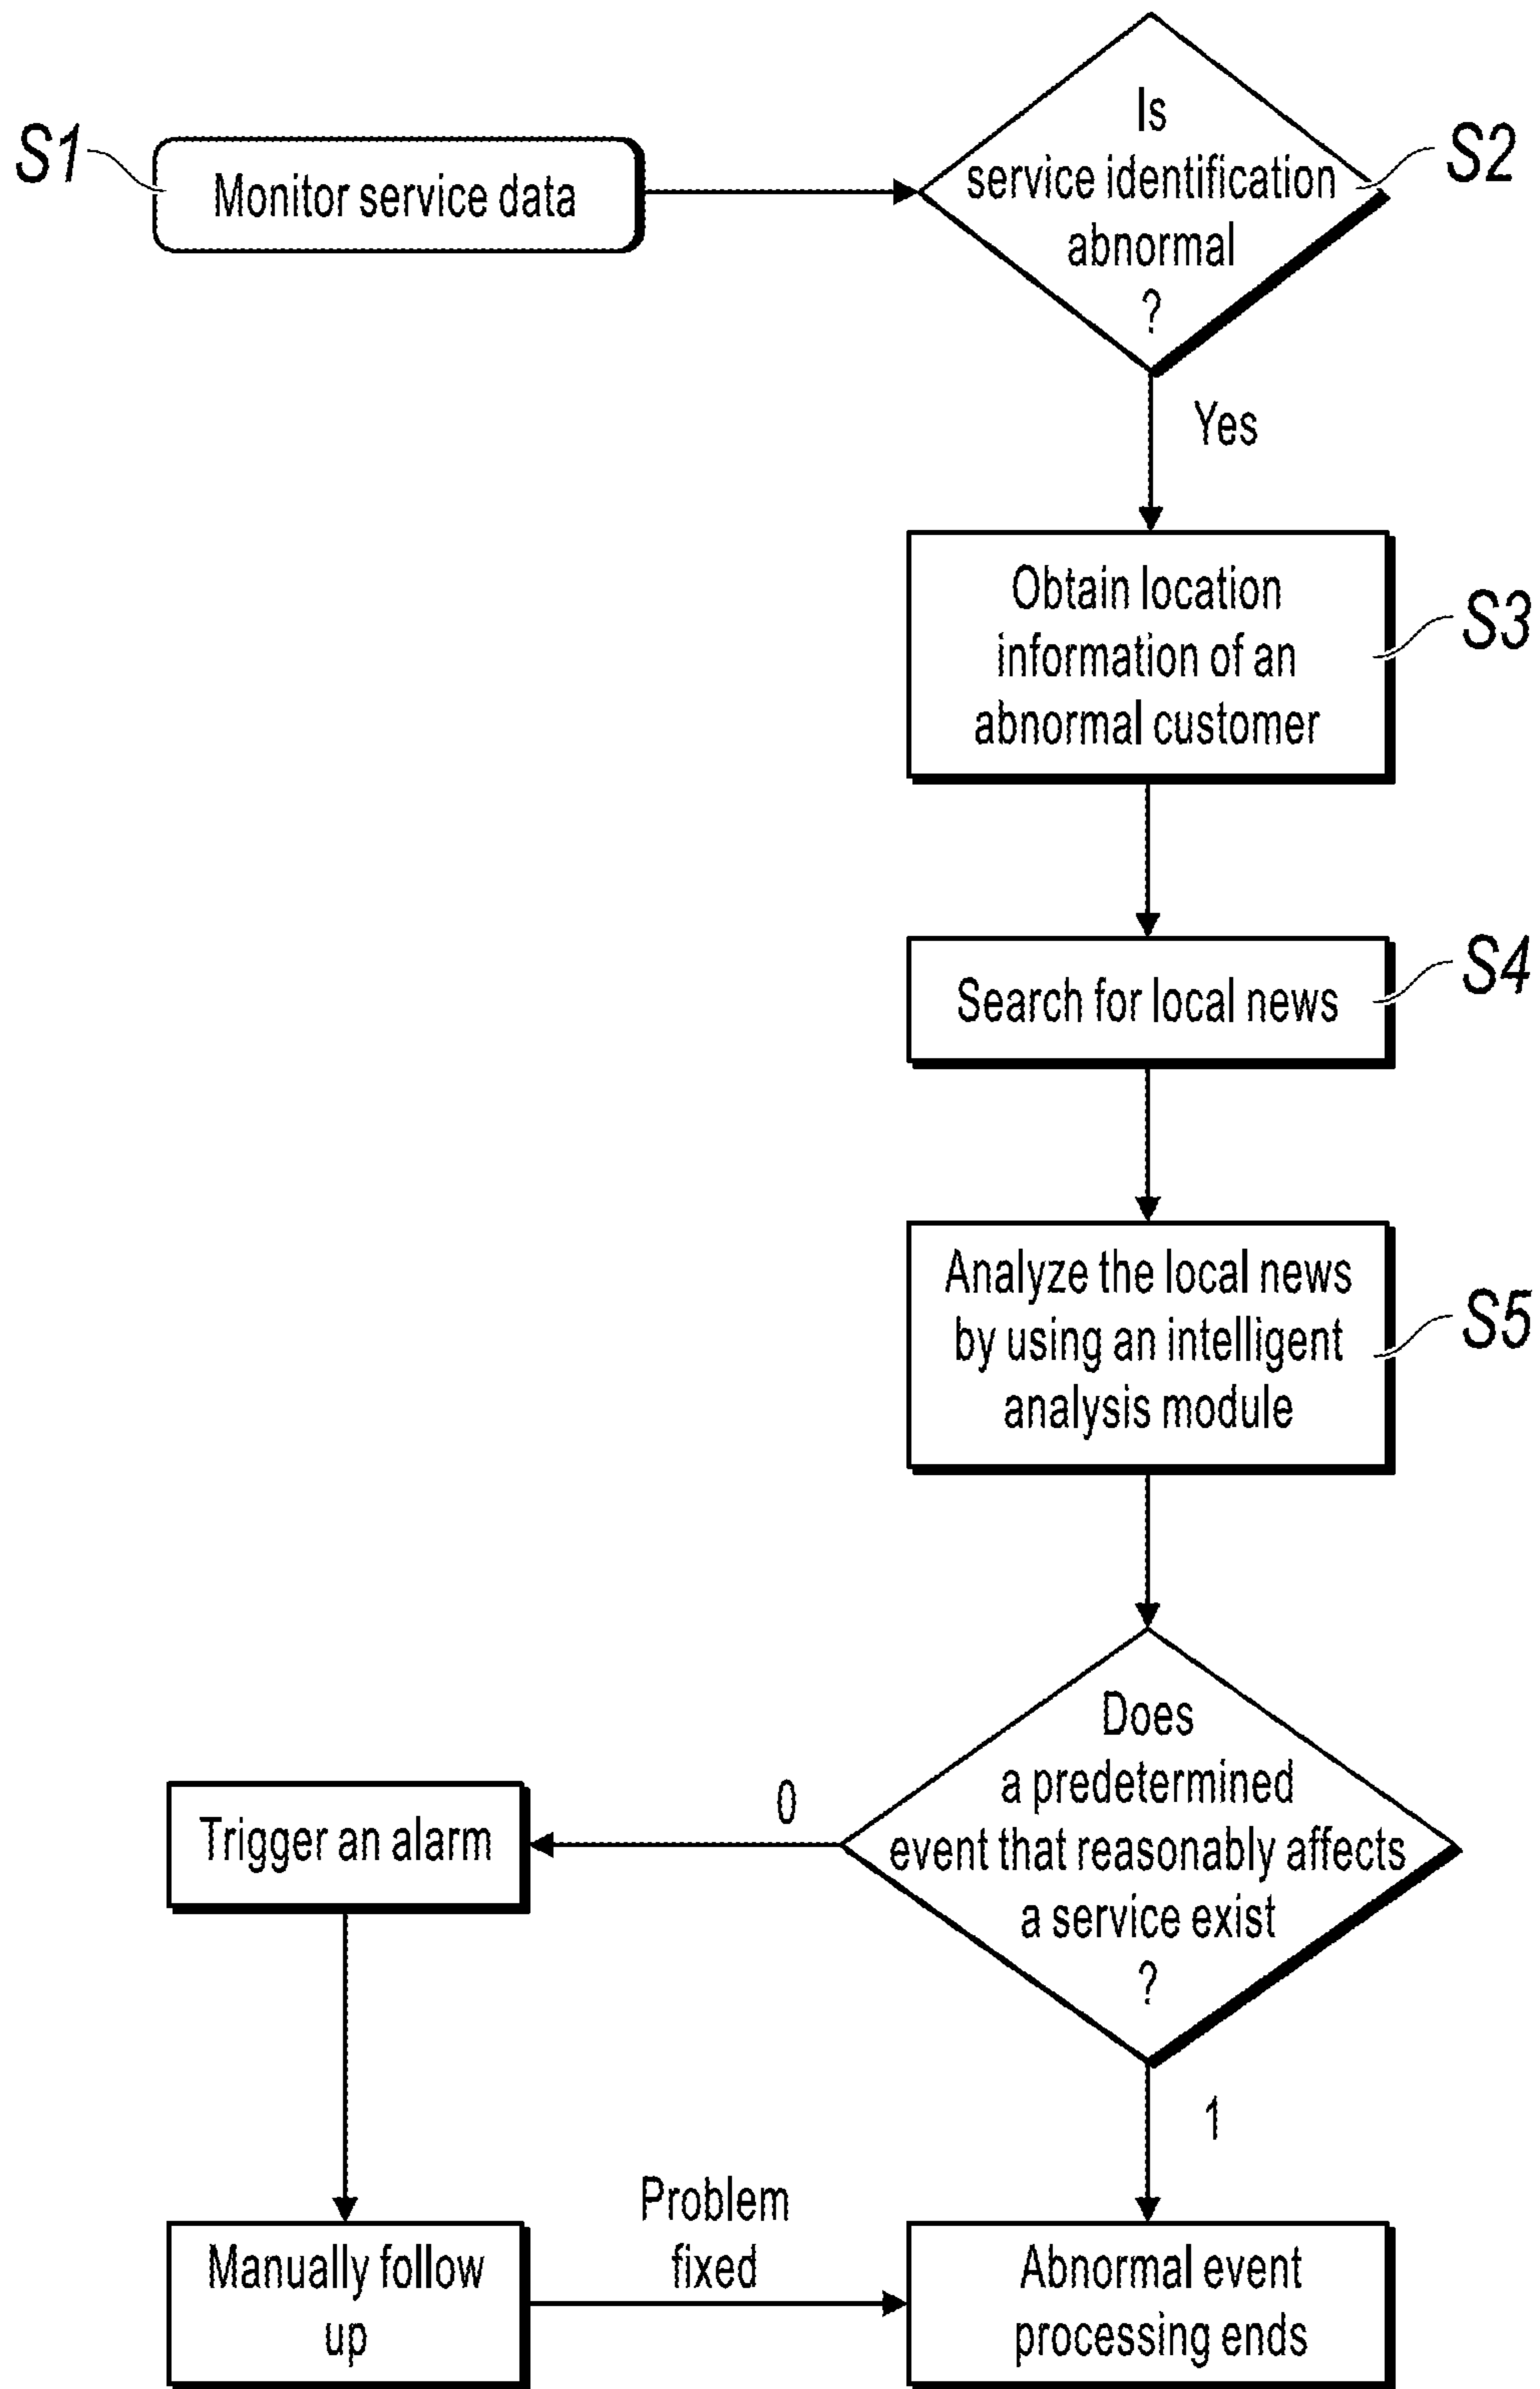 S1
Monitor service data
Is
service identification
abnormal
?
S2
Yes
Obtain location
information of an
abnormal customer
S3
Search for local news
S4
Analyze the local news
by using an intelligent
analysis module
S5
Does
a predetermined
event that reasonably affects
a service exist
?
0
Trigger an alarm
1
Manually follow
up
Problem
fixed
Abnormal event
processing ends